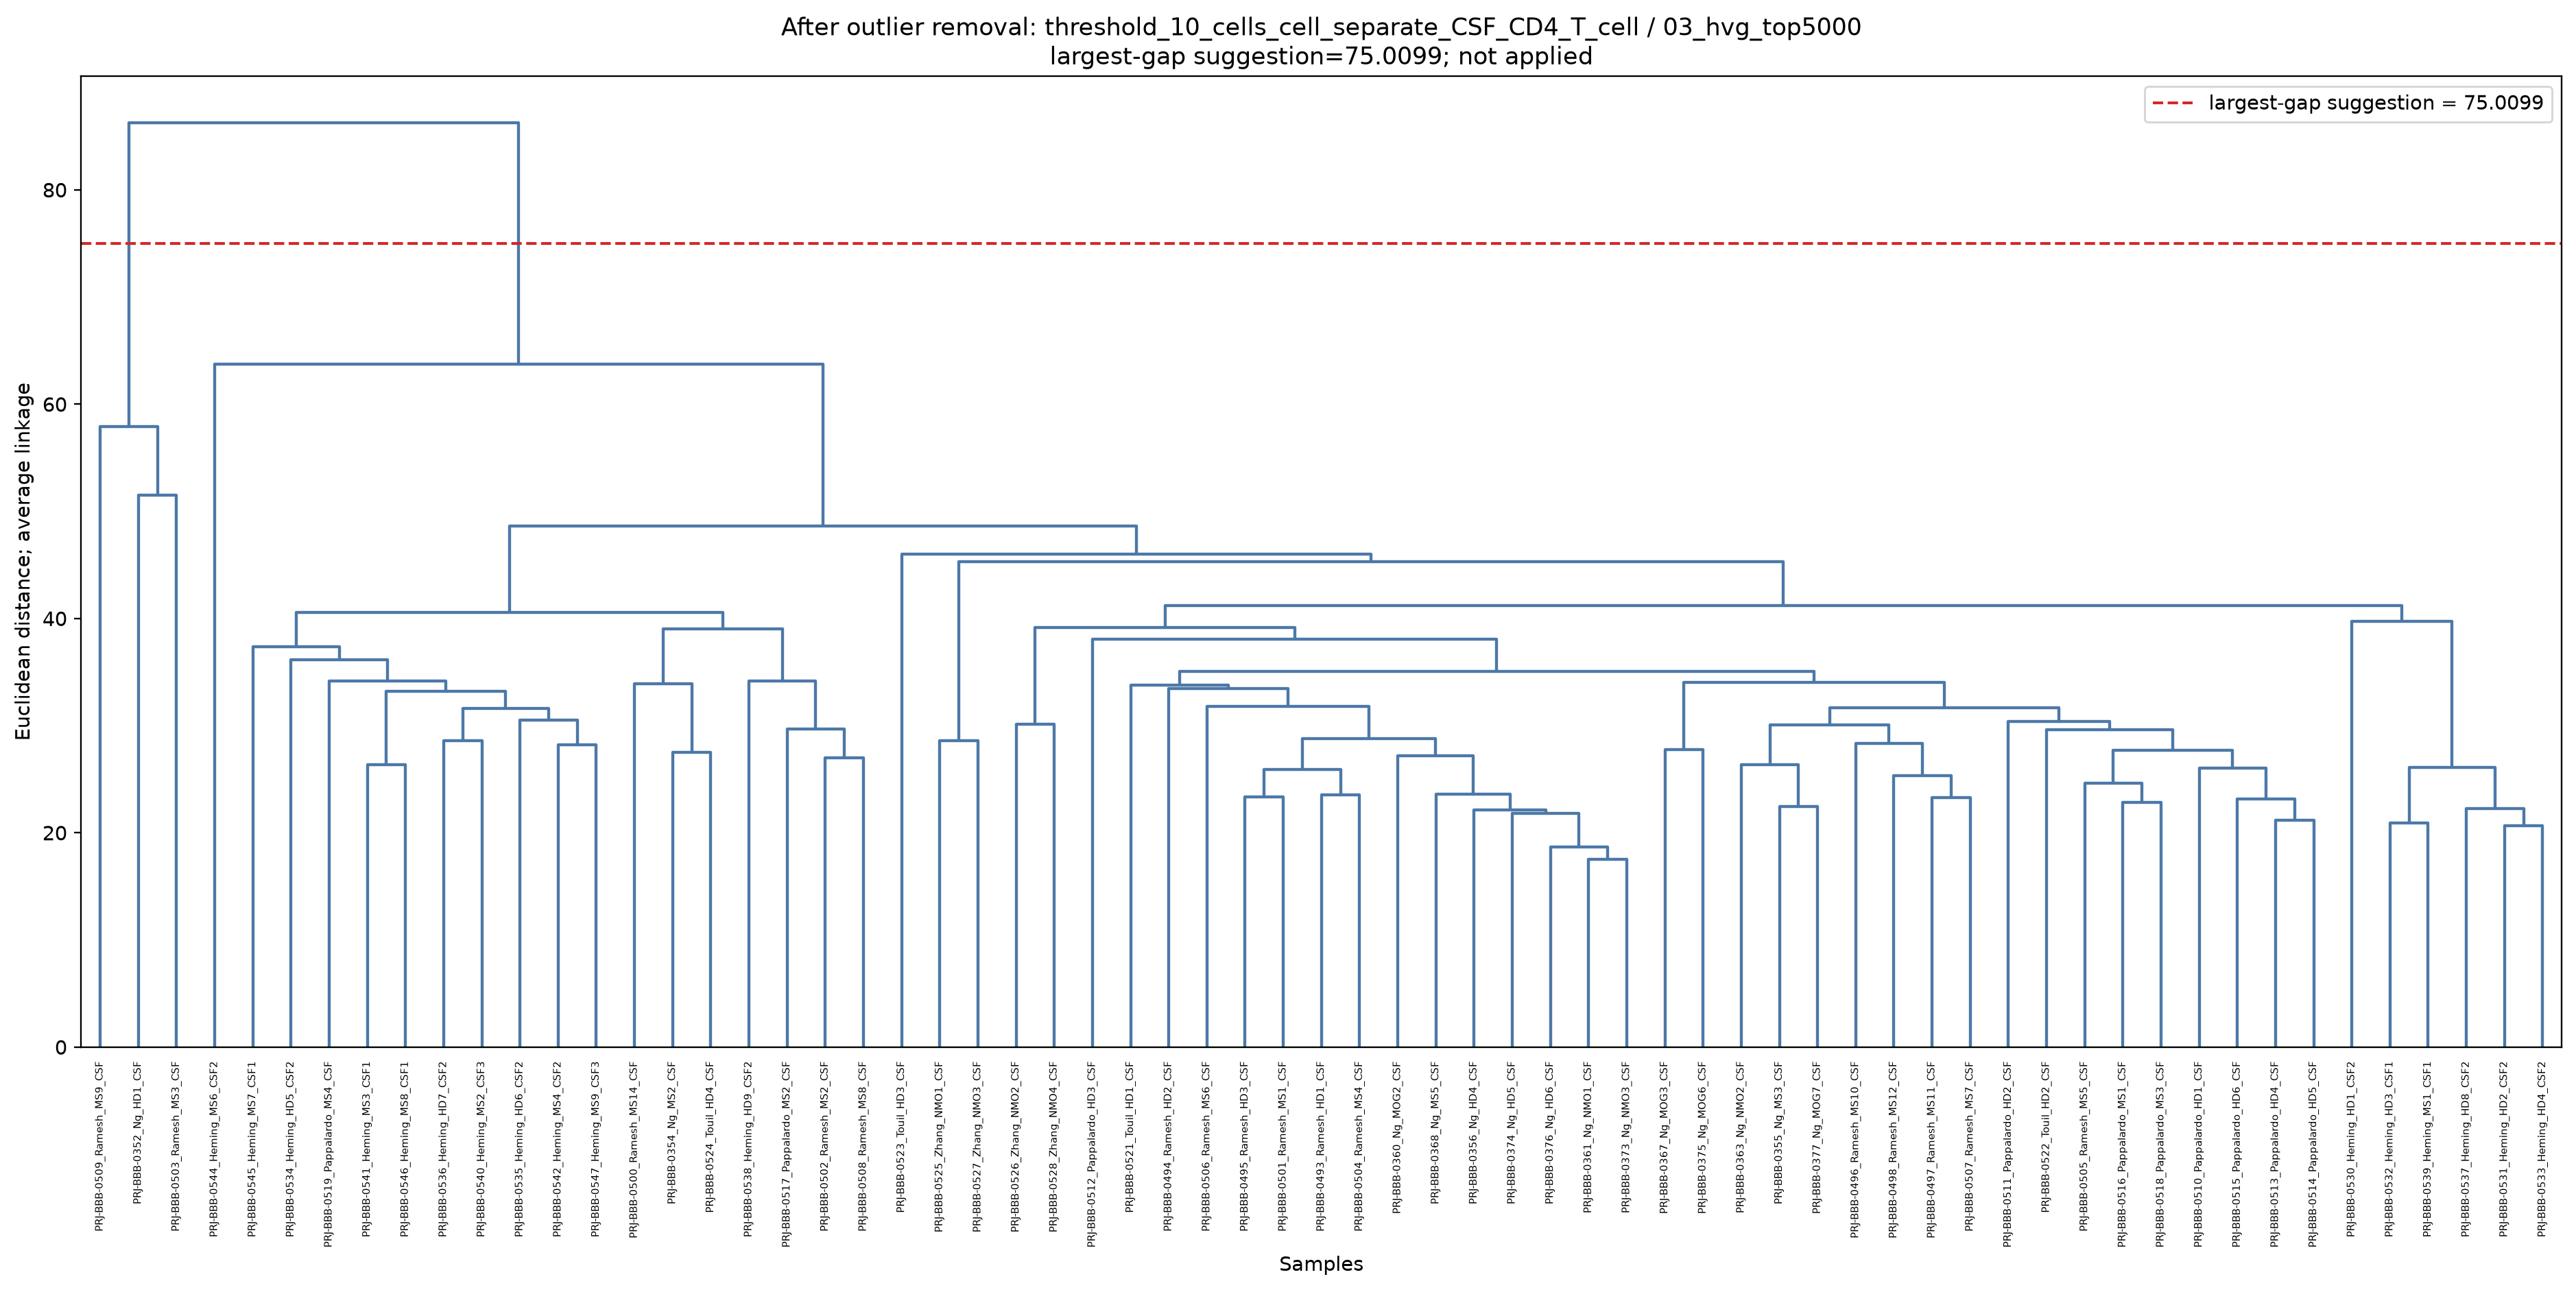 After outlier removal: threshold_10_cells_cell_separate_CSF_CD4_T_cell / 03_hvg_top5000
largest-gap suggestion=75.0099; not applied
largest-gap suggestion = 75.0099
Euclidean distance; average linkage
80
60
40
20
0
PRJ-BBB-0509_Ramesh_MS9_CSF
PRJ-BBB-0352_Ng_HD1_CSF
PRJ-BBB-0503_Ramesh_MS3_CSF
PRJ-BBB-0544_Heming_MS6_CSF2
PRJ-BBB-0545_Heming_MS7_CSF1
PRJ-BBB-0534_Heming_HD5_CSF2
PRJ-BBB-0519_Pappalardo_MS4_CSF
PRJ-BBB-0541_Heming_MS3_CSF1
PRJ-BBB-0546_Heming_MS8_CSF1
PRJ-BBB-0536_Heming_HD7_CSF2
PRJ-BBB-0540_Heming_MS2_CSF3
PRJ-BBB-0535_Heming_HD6_CSF2
PRJ-BBB-0542_Heming_MS4_CSF2
PRJ-BBB-0547_Heming_MS9_CSF3
PRJ-BBB-0500_Ramesh_MS14_CSF
PRJ-BBB-0354_Ng_MS2_CSF
PRJ-BBB-0524_Touil_HD4_CSF
PRJ-BBB-0538_Heming_HD9_CSF2
PRJ-BBB-0517_Pappalardo_MS2_CSF
PRJ-BBB-0502_Ramesh_MS2_CSF
PRJ-BBB-0508_Ramesh_MS8_CSF
PRJ-BBB-0523_Touil_HD3_CSF
PRJ-BBB-0525_Zhang_NMO1_CSF
PRJ-BBB-0527_Zhang_NMO3_CSF
PRJ-BBB-0526_Zhang_NMO2_CSF
PRJ-BBB-0528_Zhang_NMO4_CSF
PRJ-BBB-0512_Pappalardo_HD3_CSF
PRJ-BBB-0521_Touil_HD1_CSF
PRJ-BBB-0494_Ramesh_HD2_CSF
PRJ-BBB-0506_Ramesh_MS6_CSF
PRJ-BBB-0495_Ramesh_HD3_CSF
PRJ-BBB-0501_Ramesh_MS1_CSF
PRJ-BBB-0493_Ramesh_HD1_CSF
PRJ-BBB-0504_Ramesh_MS4_CSF
PRJ-BBB-0360_Ng_MOG2_CSF
PRJ-BBB-0368_Ng_MS5_CSF
PRJ-BBB-0356_Ng_HD4_CSF
PRJ-BBB-0374_Ng_HD5_CSF
PRJ-BBB-0376_Ng_HD6_CSF
PRJ-BBB-0361_Ng_NMO1_CSF
PRJ-BBB-0373_Ng_NMO3_CSF
PRJ-BBB-0367_Ng_MOG3_CSF
PRJ-BBB-0375_Ng_MOG6_CSF
PRJ-BBB-0363_Ng_NMO2_CSF
PRJ-BBB-0355_Ng_MS3_CSF
PRJ-BBB-0377_Ng_MOG7_CSF
PRJ-BBB-0496_Ramesh_MS10_CSF
PRJ-BBB-0498_Ramesh_MS12_CSF
PRJ-BBB-0497_Ramesh_MS11_CSF
PRJ-BBB-0507_Ramesh_MS7_CSF
PRJ-BBB-0511_Pappalardo_HD2_CSF
PRJ-BBB-0522_Touil_HD2_CSF
PRJ-BBB-0505_Ramesh_MS5_CSF
PRJ-BBB-0516_Pappalardo_MS1_CSF
PRJ-BBB-0518_Pappalardo_MS3_CSF
PRJ-BBB-0510_Pappalardo_HD1_CSF
PRJ-BBB-0515_Pappalardo_HD6_CSF
PRJ-BBB-0513_Pappalardo_HD4_CSF
PRJ-BBB-0514_Pappalardo_HD5_CSF
PRJ-BBB-0530_Heming_HD1_CSF2
PRJ-BBB-0532_Heming_HD3_CSF1
PRJ-BBB-0539_Heming_MS1_CSF1
PRJ-BBB-0537_Heming_HD8_CSF2
PRJ-BBB-0531_Heming_HD2_CSF2
PRJ-BBB-0533_Heming_HD4_CSF2
Samples